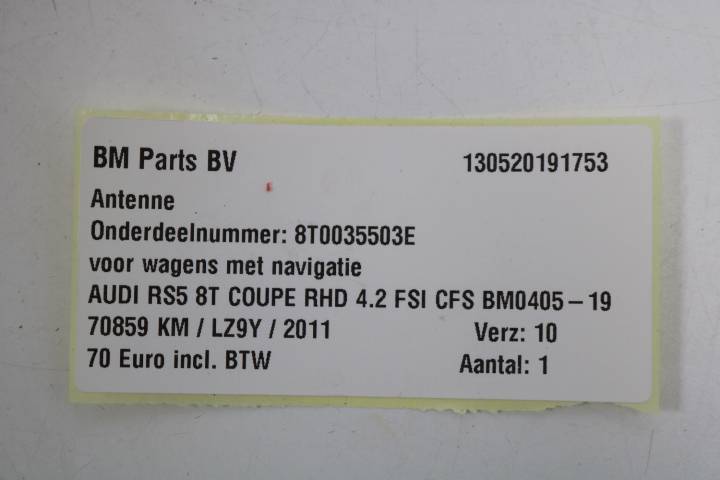 BM Parts BV 130520191753
Antenne
Onderdeelnummer: 8T0035503E
voor wagens met navigatie
AUDI RS5 8T COUPE RHD 4.2 FSI CFS BM0405-19
70859 KM / LZ9Y / 2011 Verz: 10
70 Euro incl. BTW Aantal: 1